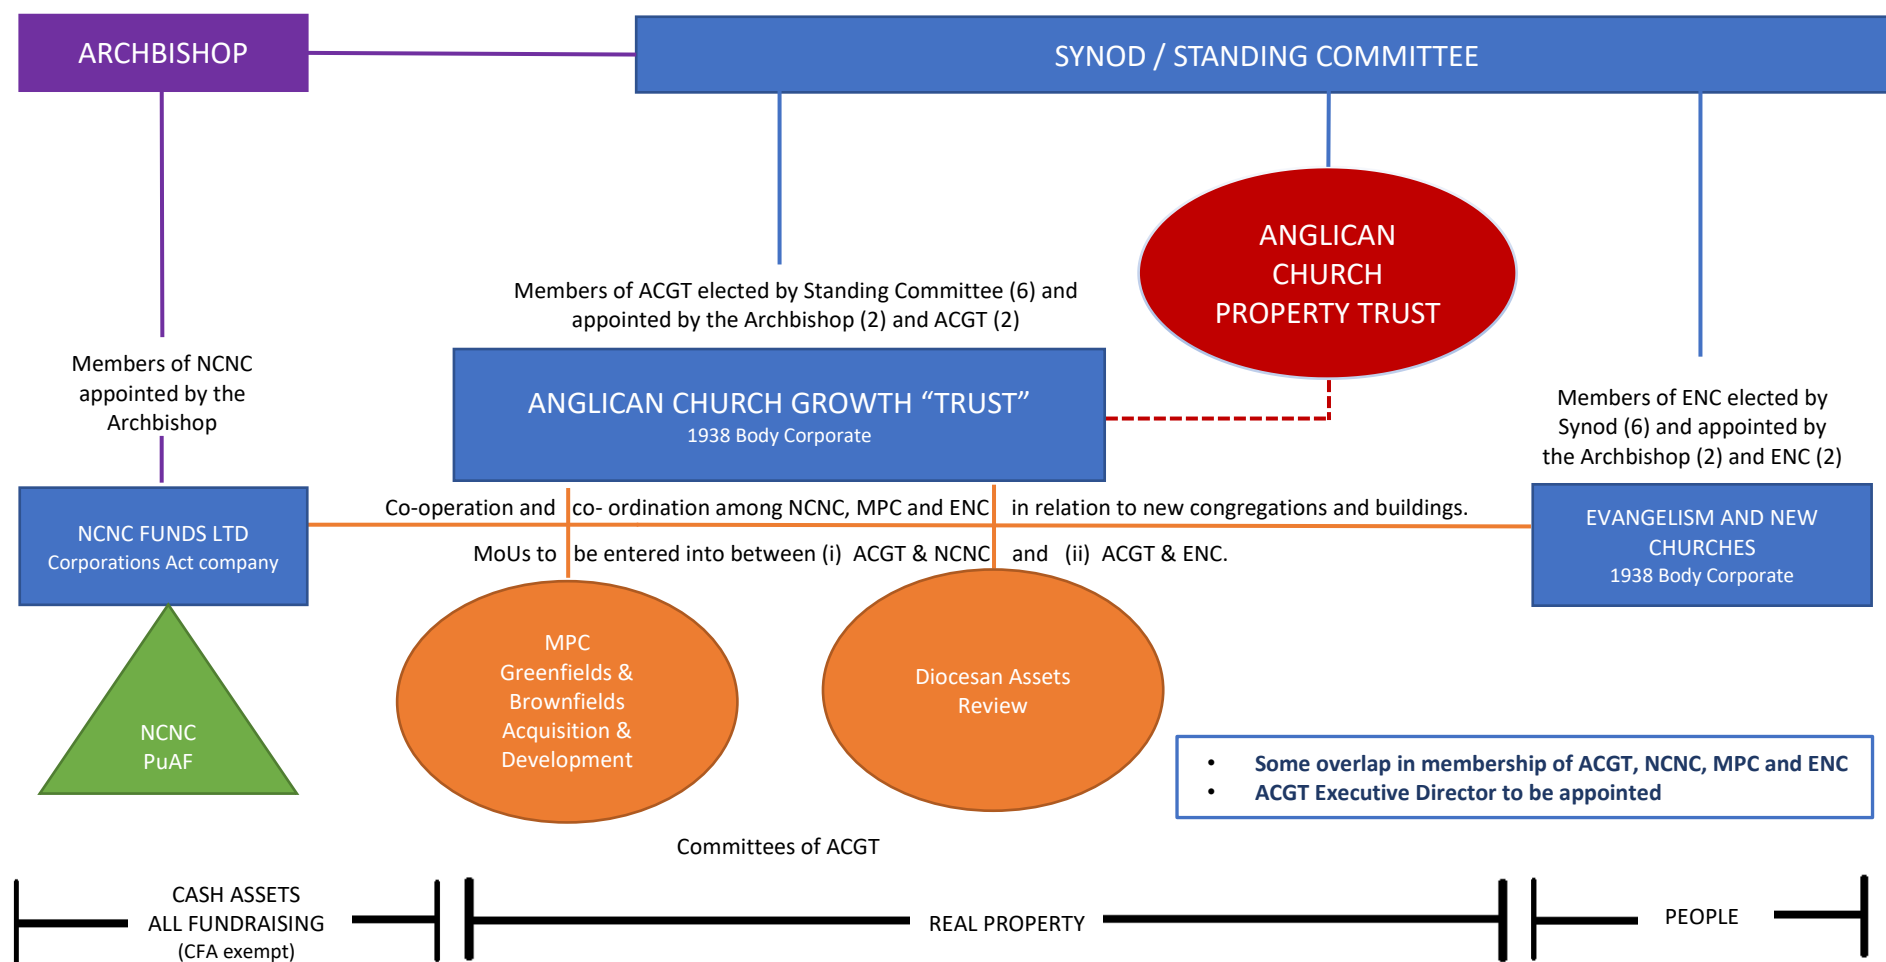 ARCHBISHOP
SYNOD / STANDING COMMITTEE
ANGLICAN
CHURCH
PROPERTY TRUST
Members of ACGT elected by Standing Committee (6) and
appointed by the Archbishop (2) and ACGT (2)
Members of NCNC
appointed by the
Archbishop
ANGLICAN CHURCH GROWTH “TRUST”
1938 Body Corporate
Members of ENC elected by
Synod (6) and appointed by
the Archbishop (2) and ENC (2)
NCNC FUNDS LTD
Corporations Act company
Co-operation and co- ordination among NCNC, MPC and ENC in relation to new congregations and buildings.
MoUs to be entered into between (i) ACGT & NCNC and (ii) ACGT & ENC.
EVANGELISM AND NEW
CHURCHES
1938 Body Corporate
NCNC
PuAF
MPC
Greenfields &
Brownfields
Acquisition &
Development
Diocesan Assets
Review
• Some overlap in membership of ACGT, NCNC, MPC and ENC
• ACGT Executive Director to be appointed
Committees of ACGT
CASH ASSETS
ALL FUNDRAISING
(CFA exempt)
REAL PROPERTY
PEOPLE